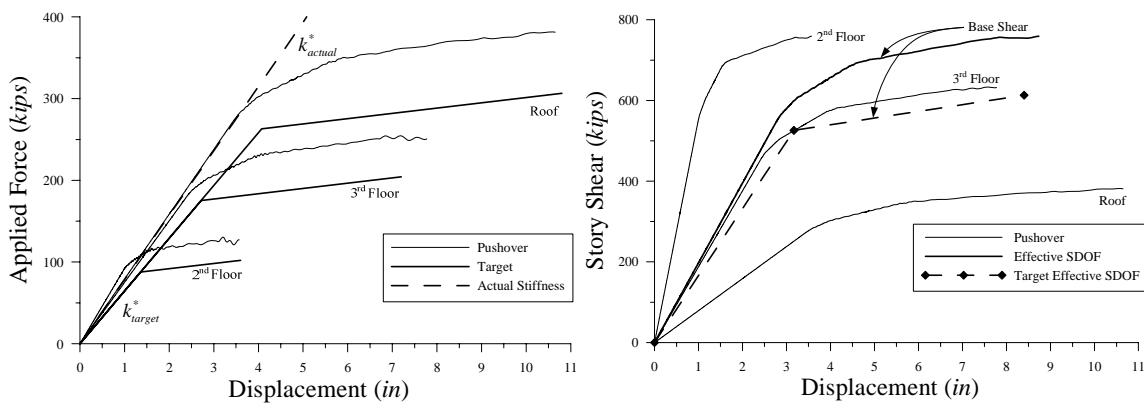 Applied Force (kips)
400
300
200
100
0
k*actual
Roof
3rd Floor
2nd Floor
k*target
Pushover
Target
Actual Stiffness
0 1 2 3 4 5 6 7 8 9 10 11
Displacement (in)
Story Shear (kips)
800
600
400
200
0
2nd Floor
Base Shear
3rd Floor
Roof
Pushover
Effective SDOF
Target Effective SDOF
0 1 2 3 4 5 6 7 8 9 10 11
Displacement (in)